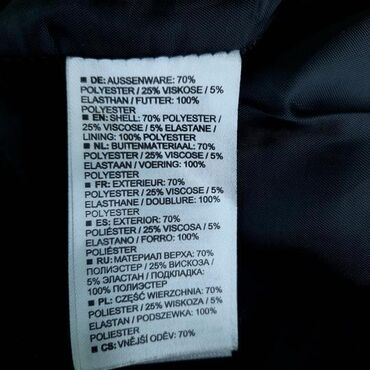 ■ DE: AUSSENWARE: 70%
POLYESTER / 25% VISKOSE / 5%
ELASTHAN / FUTTER: 100%
POLYESTER
■ EN: SHELL: 70% POLYESTER /
25% VISCOSE / 5% ELASTANE /
LINING: 100% POLYESTER
■ NL: BUITENMATERIAAL: 70%
POLYESTER / 25% VISCOSE / 5%
ELASTAAN / VOERING: 100%
POLYESTER
■ FR: EXTERIEUR: 70%
POLYESTER / 25% VISCOSE / 5%
ELASTHANE / DOUBLURE: 100%
POLYESTER
■ ES: EXTERIOR: 70%
POLIÉSTER / 25% VISCOSA / 5%
ELASTANO / FORRO: 100%
POLIÉSTER
■ RU: МАТЕРИАЛ ВЕРХА: 70%
ПОЛИЭСТЕР / 25% ВИСКОЗА /
5% ЭЛАСТАН / ПОДКЛАДКА:
100% ПОЛИЭСТЕР
■ PL: CZĘŚĆ WIERZCHNIA: 70%
POLIESTER / 25% WISKOZA / 5%
ELASTAN / PODSZEWKA: 100%
POLIESTER
■ CS: VNĚJŠÍ ODĚV: 70%